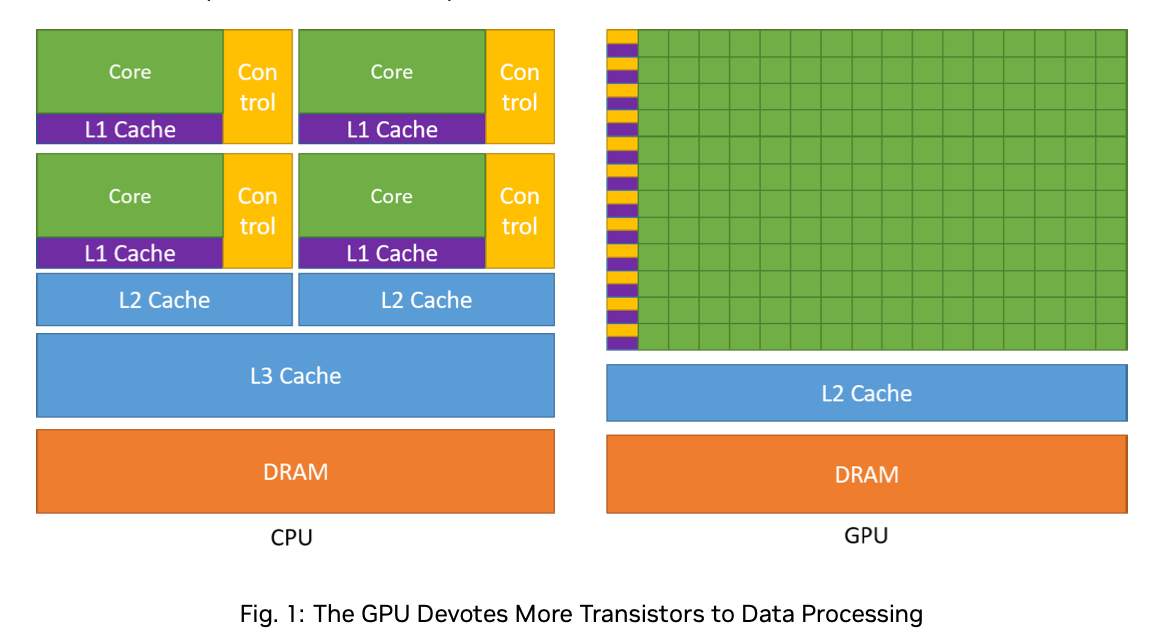 Core
Con
trol
L1 Cache
Core
Con
trol
L1 Cache
Core
Con
trol
L1 Cache
Core
Con
trol
L1 Cache
L2 Cache
L2 Cache
L3 Cache
DRAM
CPU
L2 Cache
DRAM
GPU
Fig. 1: The GPU Devotes More Transistors to Data Processing